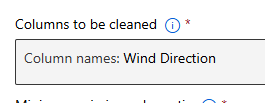 Columns to be cleaned *
Column names: Wind Direction